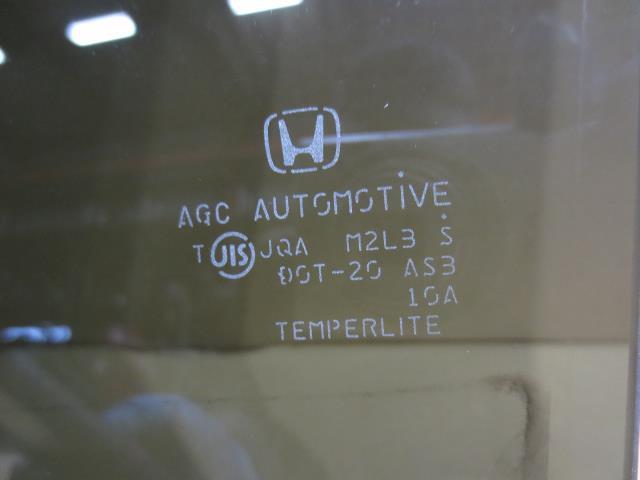 AGC AUTOMOTIVE
T JIS JQA M2L3 S
DOT-20 AS3
10A
TEMPERLITE